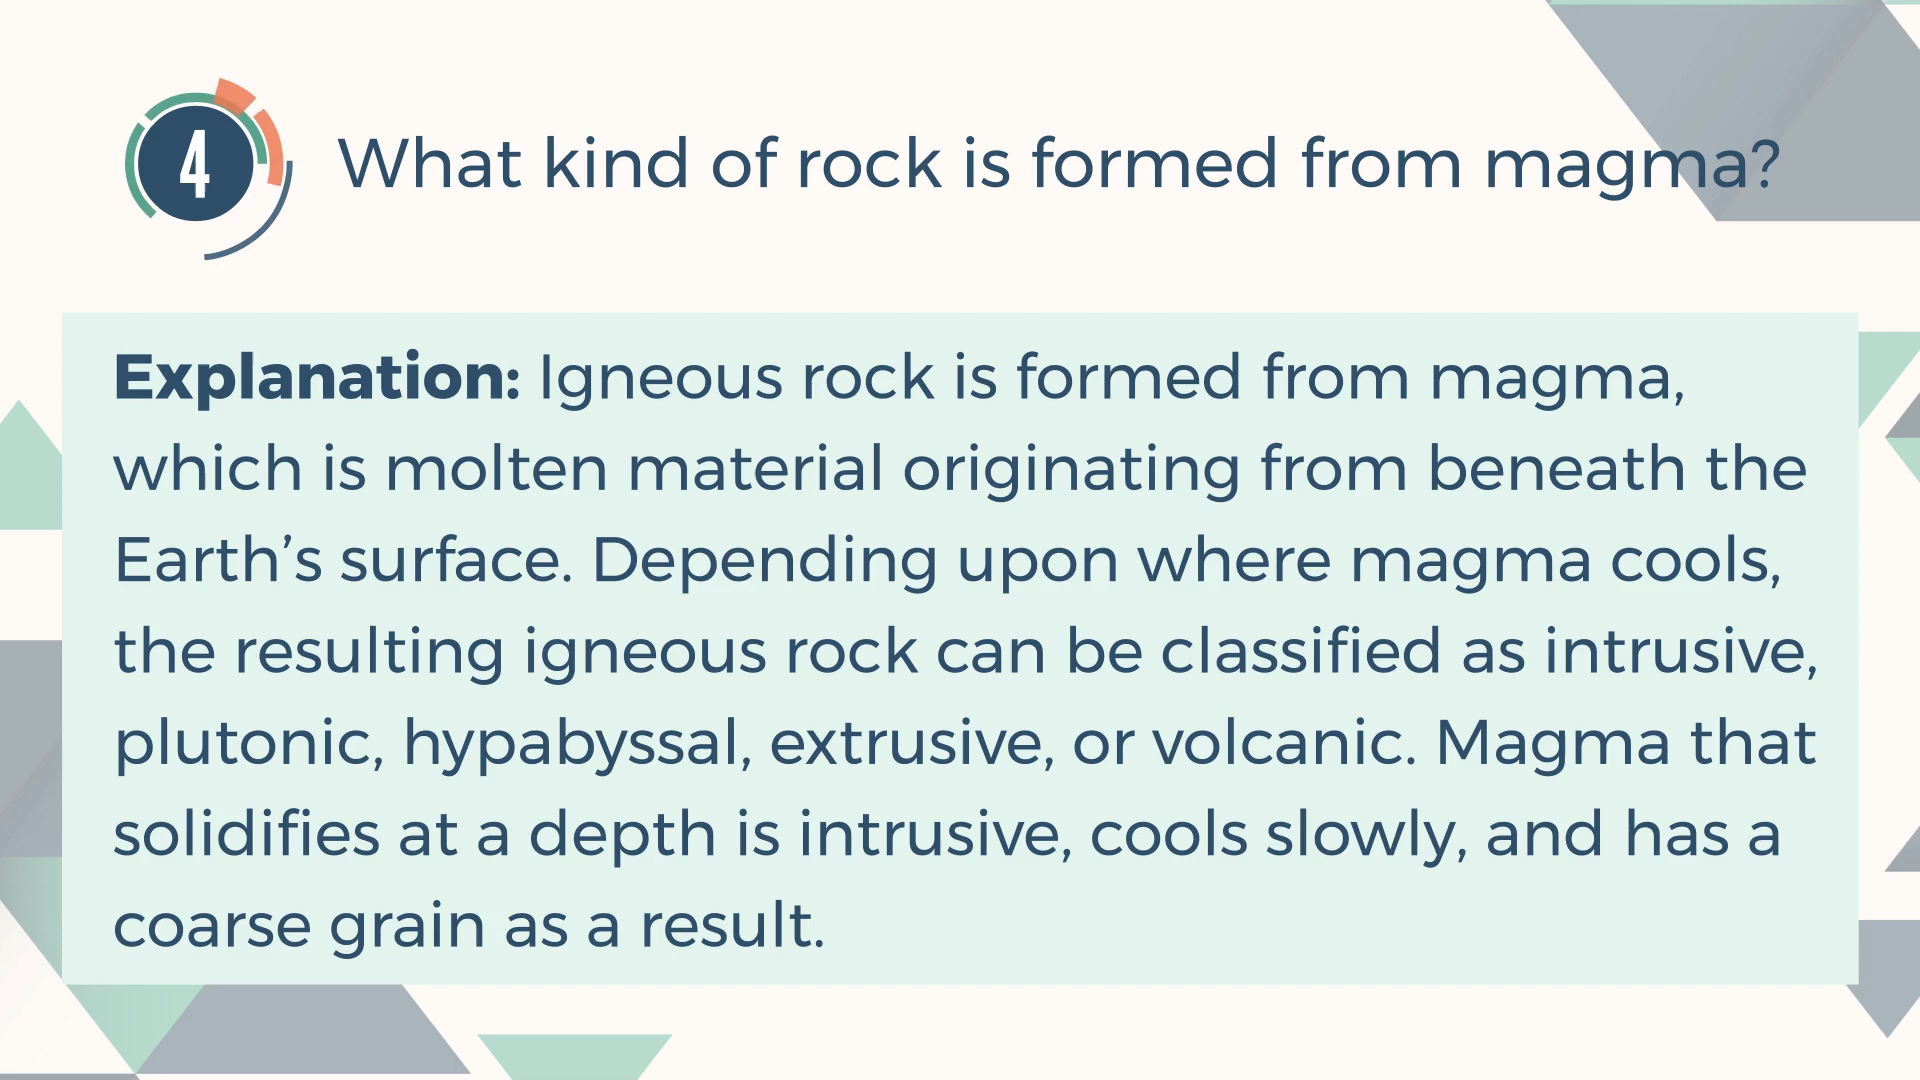 4
What kind of rock is formed from magma?
Explanation: Igneous rock is formed from magma,
which is molten material originating from beneath the
Earth’s surface. Depending upon where magma cools,
the resulting igneous rock can be classified as intrusive,
plutonic, hypabyssal, extrusive, or volcanic. Magma that
solidifies at a depth is intrusive, cools slowly, and has a
coarse grain as a result.